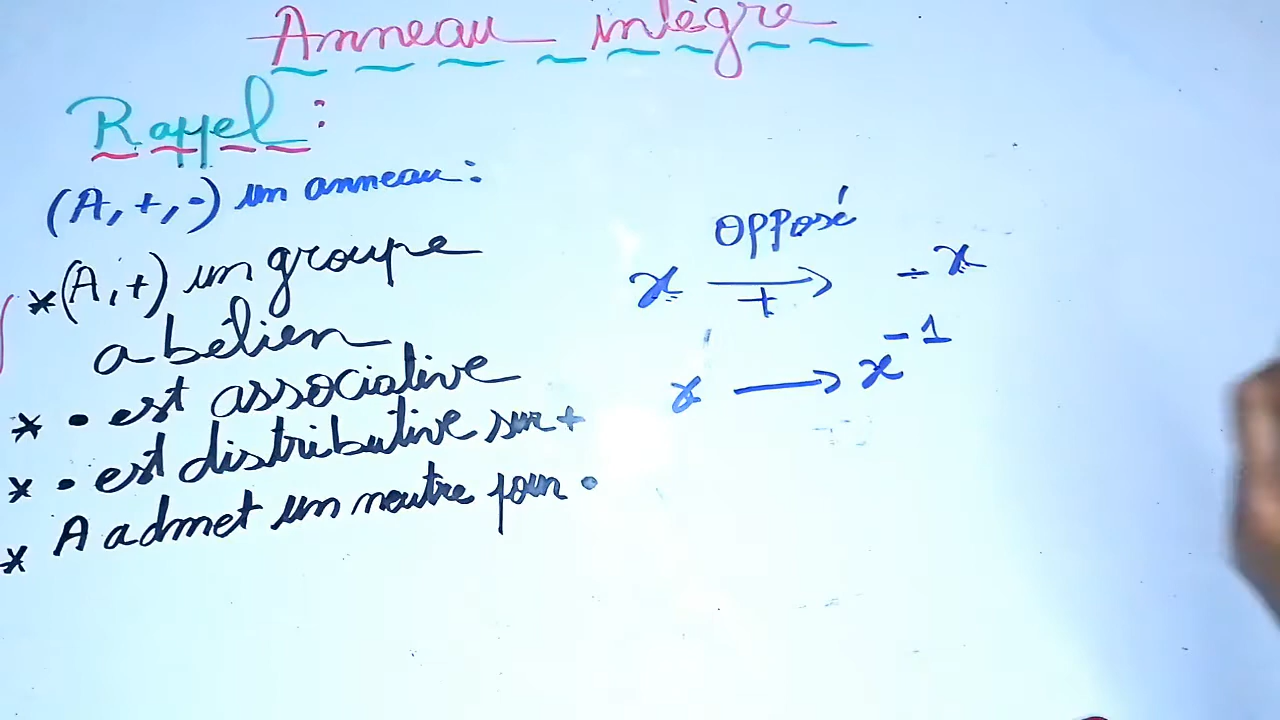 Anneau intègre
Rappel :
(A, +, •) un anneau :
* (A, +) un groupe
abélien
* • est associative
* • est distributive sur +
* A admet un neutre pour •
opposé
x ⟶ - x
+
x ⟶ x⁻¹